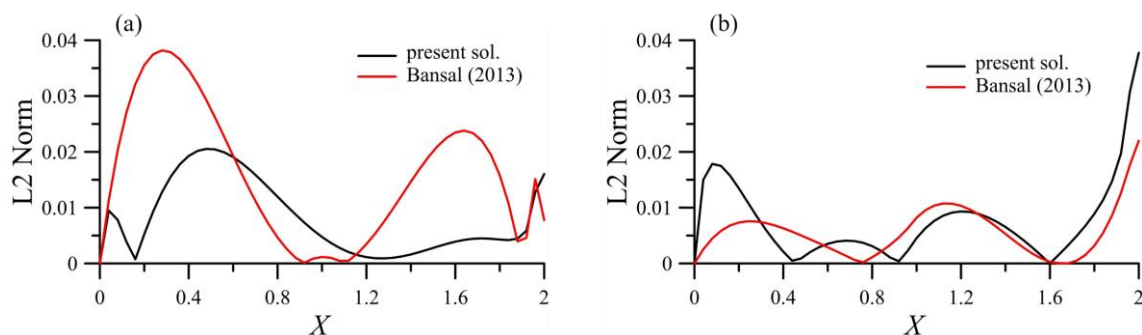 (a)
0.04
0.03
0.02
0.01
0
L2 Norm
present sol.
Bansal (2013)
0 0.4 0.8 1.2 1.6 2
X
(b)
0.04
0.03
0.02
0.01
0
L2 Norm
present sol.
Bansal (2013)
0 0.4 0.8 1.2 1.6 2
X